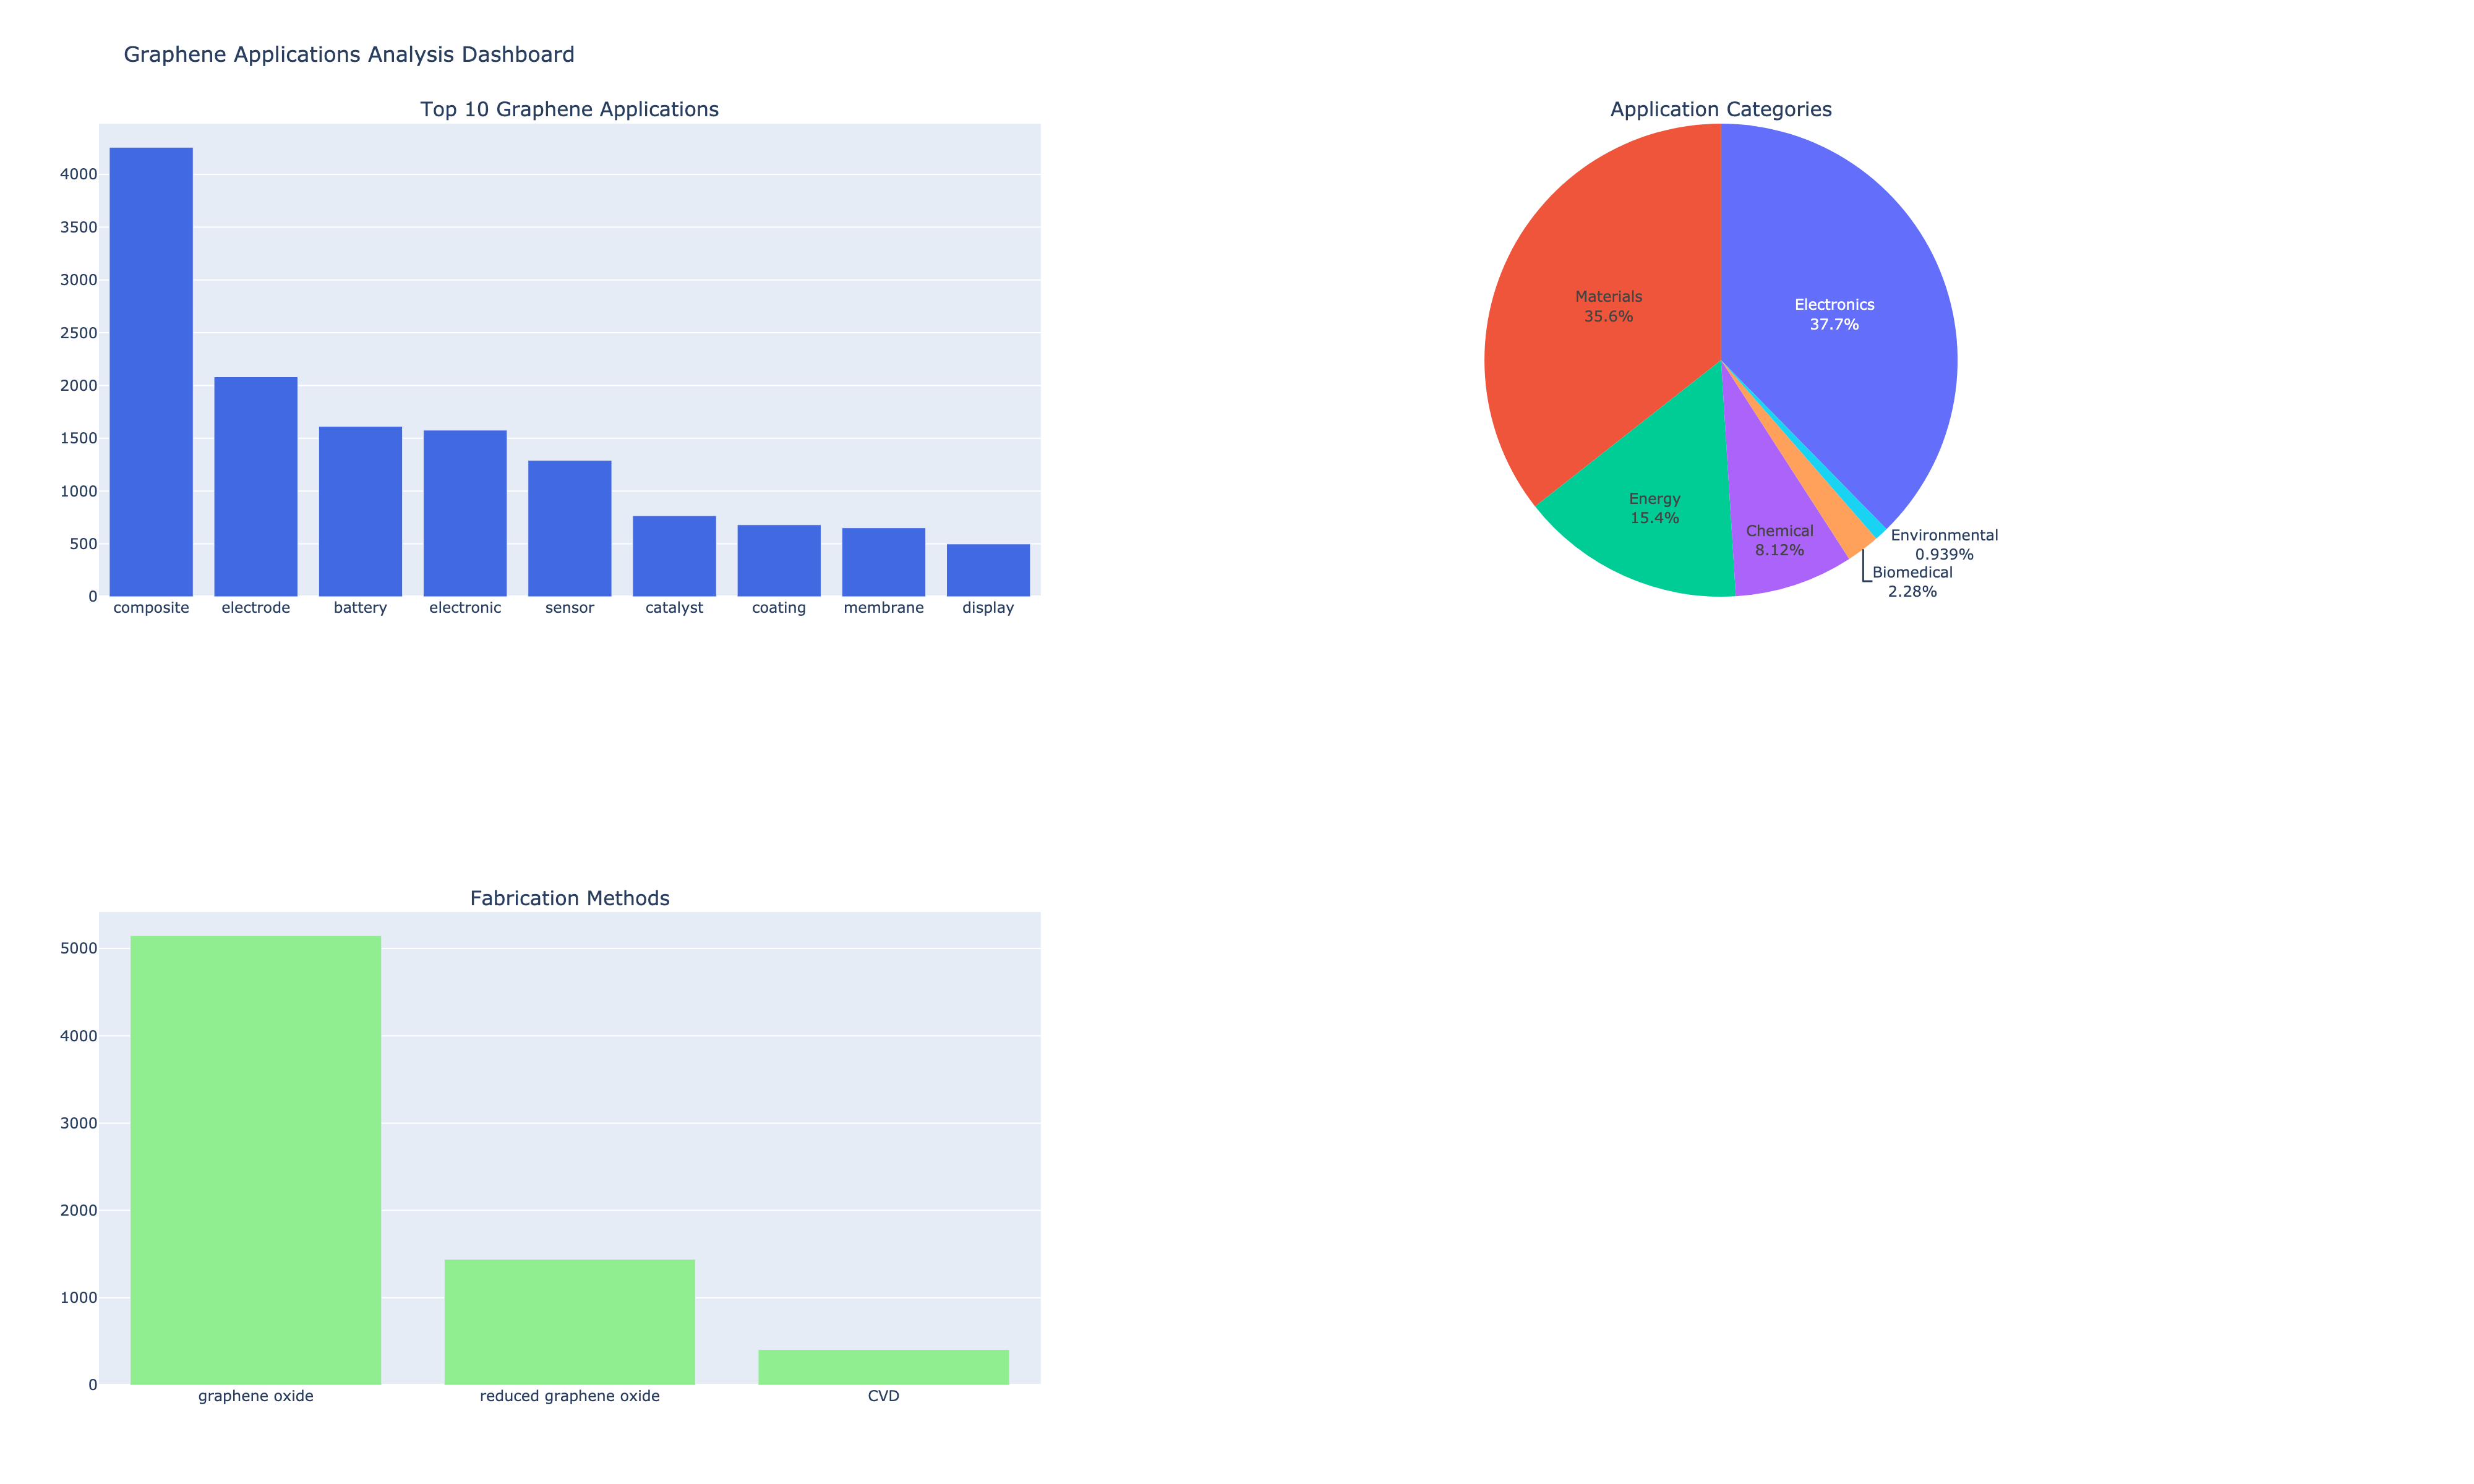 Graphene Applications Analysis Dashboard
Top 10 Graphene Applications
4000
3500
3000
2500
2000
1500
1000
500
0
composite electrode battery electronic sensor catalyst coating membrane display
Application Categories
Materials
35.6%
Electronics
37.7%
Energy
15.4%
Chemical
8.12%
Environmental
0.939%
Biomedical
2.28%
Fabrication Methods
5000
4000
3000
2000
1000
0
graphene oxide reduced graphene oxide CVD